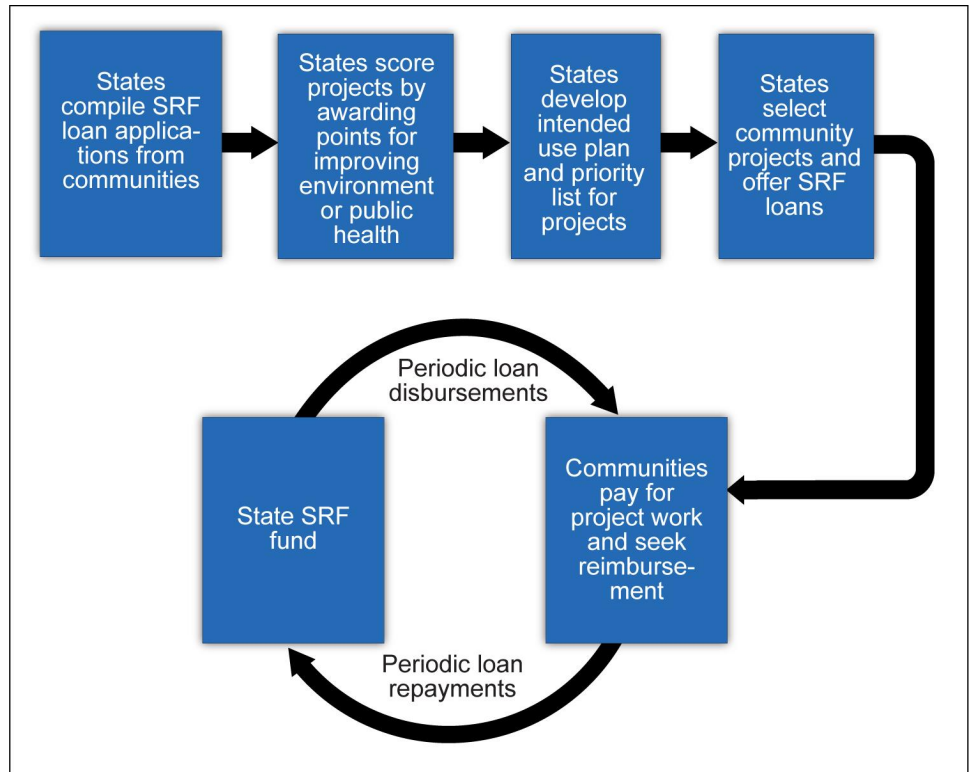 States
compile SRF
loan applica-
tions from
communities
States score
projects by
awarding
points for
improving
environment
or public
health
States
develop
intended
use plan
and priority
list for
projects
States
select
community
projects and
offer SRF
loans
Periodic loan
disbursements
State SRF
fund
Communities
pay for
project work
and seek
reimburse-
ment
Periodic loan
repayments